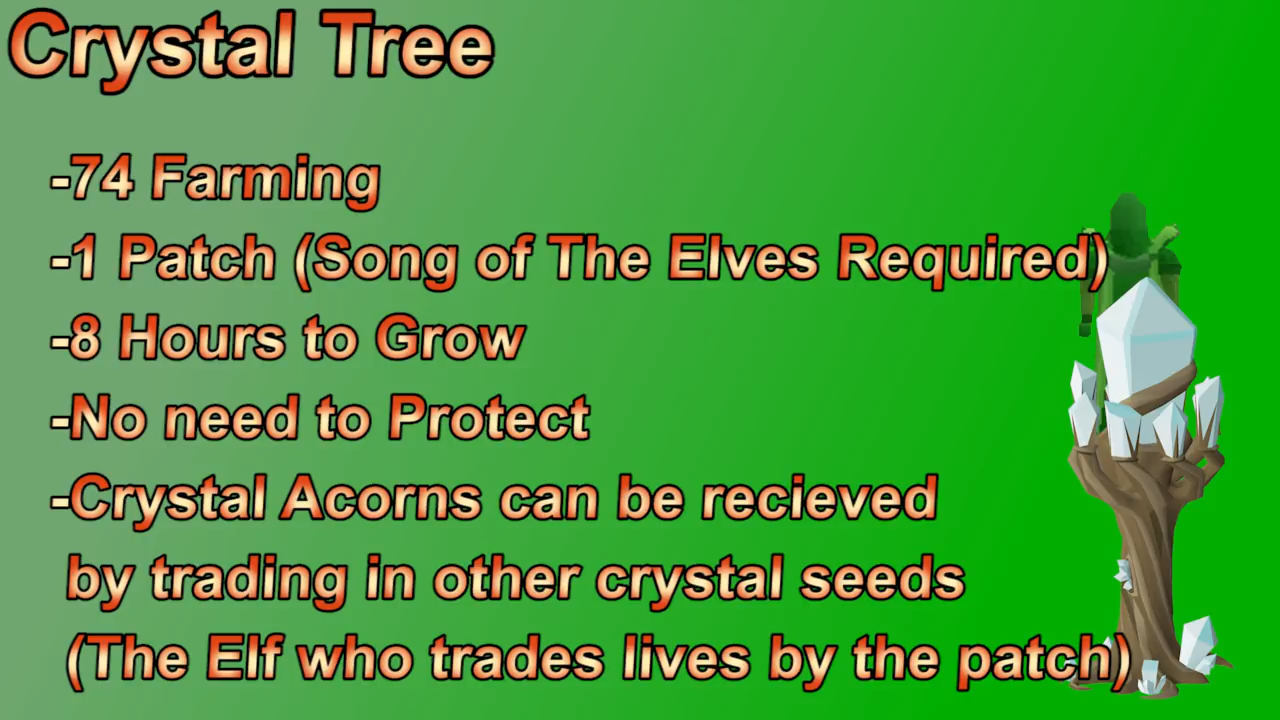 Crystal Tree
-74 Farming
-1 Patch (Song of The Elves Required)
-8 Hours to Grow
-No need to Protect
-Crystal Acorns can be recieved
by trading in other crystal seeds
(The Elf who trades lives by the patch)